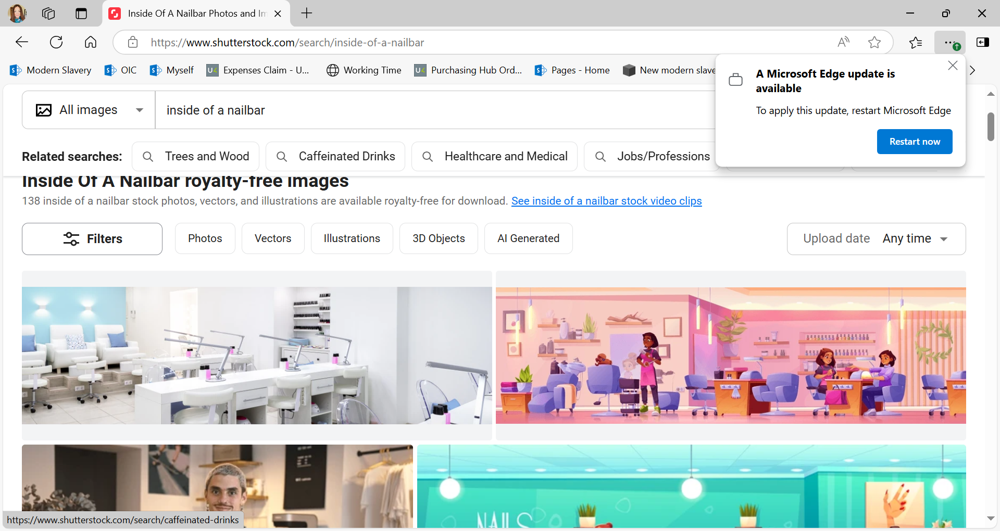 Inside Of A Nailbar Photos and Im
https://www.shutterstock.com/search/inside-of-a-nailbar
Modern Slavery
OIC
Myself
Expenses Claim - U...
Working Time
Purchasing Hub Ord...
Pages - Home
New modern slave
A Microsoft Edge update is
available
To apply this update, restart Microsoft Edge
Restart now
All images
inside of a nailbar
Related searches:
Trees and Wood
Caffeinated Drinks
Healthcare and Medical
Jobs/Professions
Inside Of A Nailbar royalty-free images
138 inside of a nailbar stock photos, vectors, and illustrations are available royalty-free for download. See inside of a nailbar stock video clips
Filters
Photos
Vectors
Illustrations
3D Objects
AI Generated
Upload date Any time
NAILS
https://www.shutterstock.com/search/caffeinated-drinks